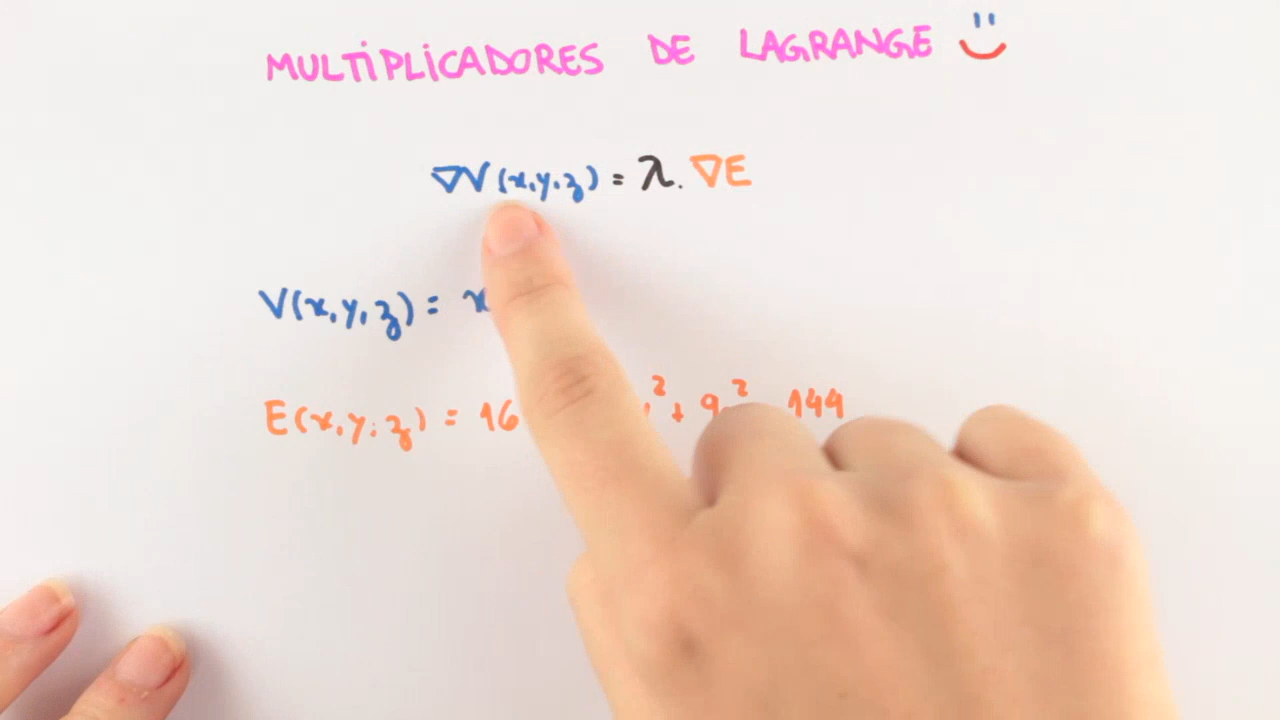 MULTIPLICADORES DE LAGRANGE
∇V(x,y,z) = λ. ∇E
V(x,y,z) = x
E(x,y,z) = 16 ² + 9 ² 144